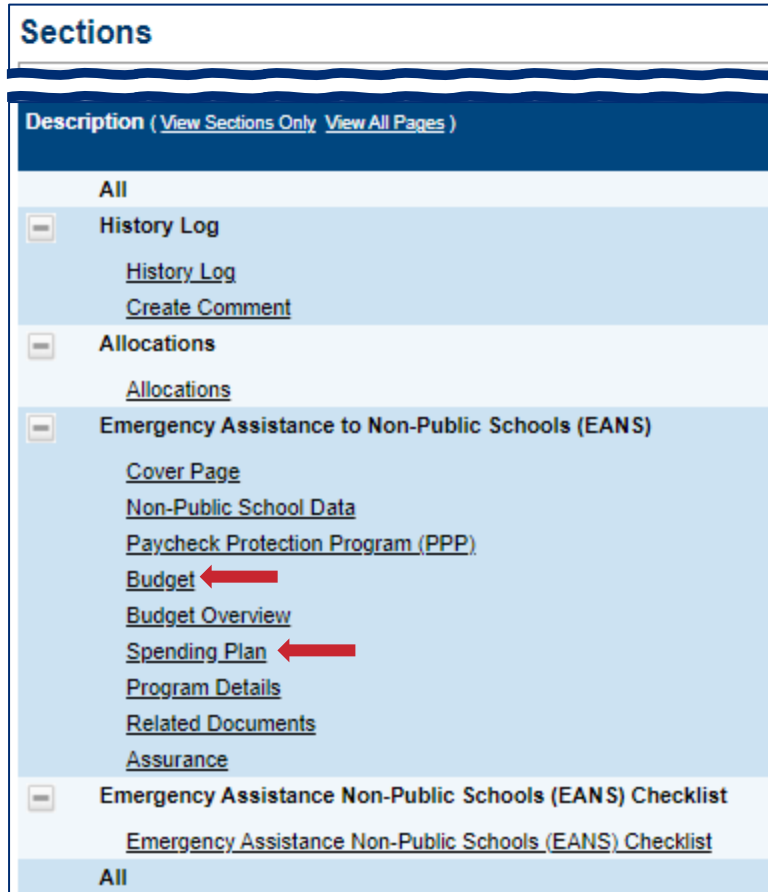 Sections
Description ( View Sections Only View All Pages )
All
History Log
History Log
Create Comment
Allocations
Allocations
Emergency Assistance to Non-Public Schools (EANS)
Cover Page
Non-Public School Data
Paycheck Protection Program (PPP)
Budget
Budget Overview
Spending Plan
Program Details
Related Documents
Assurance
Emergency Assistance Non-Public Schools (EANS) Checklist
Emergency Assistance Non-Public Schools (EANS) Checklist
All